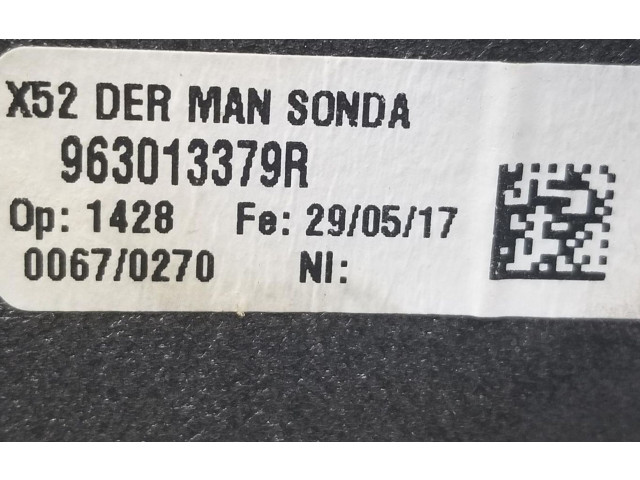 X52 DER MAN SONDA
963013379R
Op: 1428 Fe: 29/05/17
0067/0270 NI: